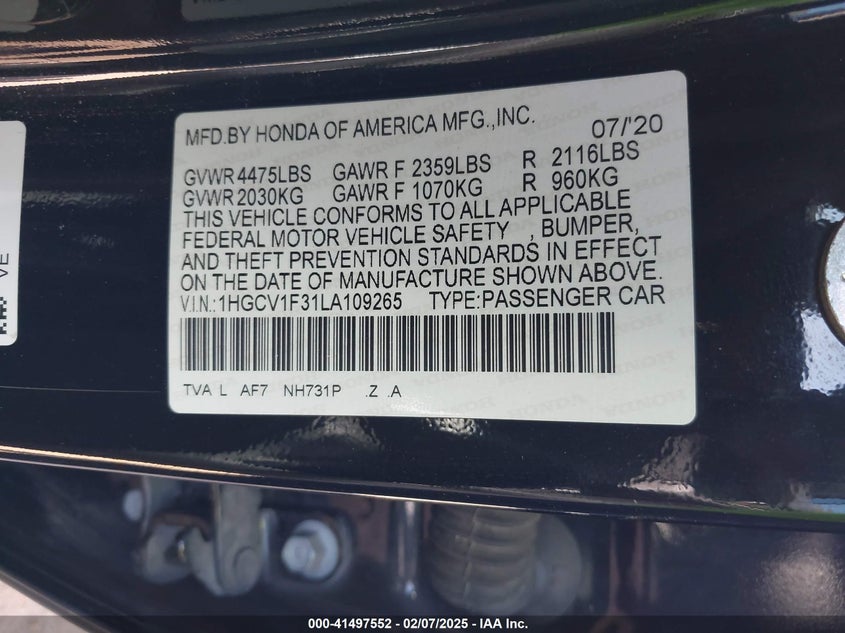 MFD.BY HONDA OF AMERICA MFG.,INC. 07/'20
GVWR 4475LBS GAWR F 2359LBS R 2116LBS
GVWR 2030KG GAWR F 1070KG R 960KG
THIS VEHICLE CONFORMS TO ALL APPLICABLE
FEDERAL MOTOR VEHICLE SAFETY , BUMPER,
AND THEFT PREVENTION STANDARDS IN EFFECT
ON THE DATE OF MANUFACTURE SHOWN ABOVE.
V.I.N.:1HGCV1F31LA109265 TYPE:PASSENGER CAR
TVA L AF7 NH731P .Z .A
VE
000-41497552 / 02/07/2025 - IAA Inc.